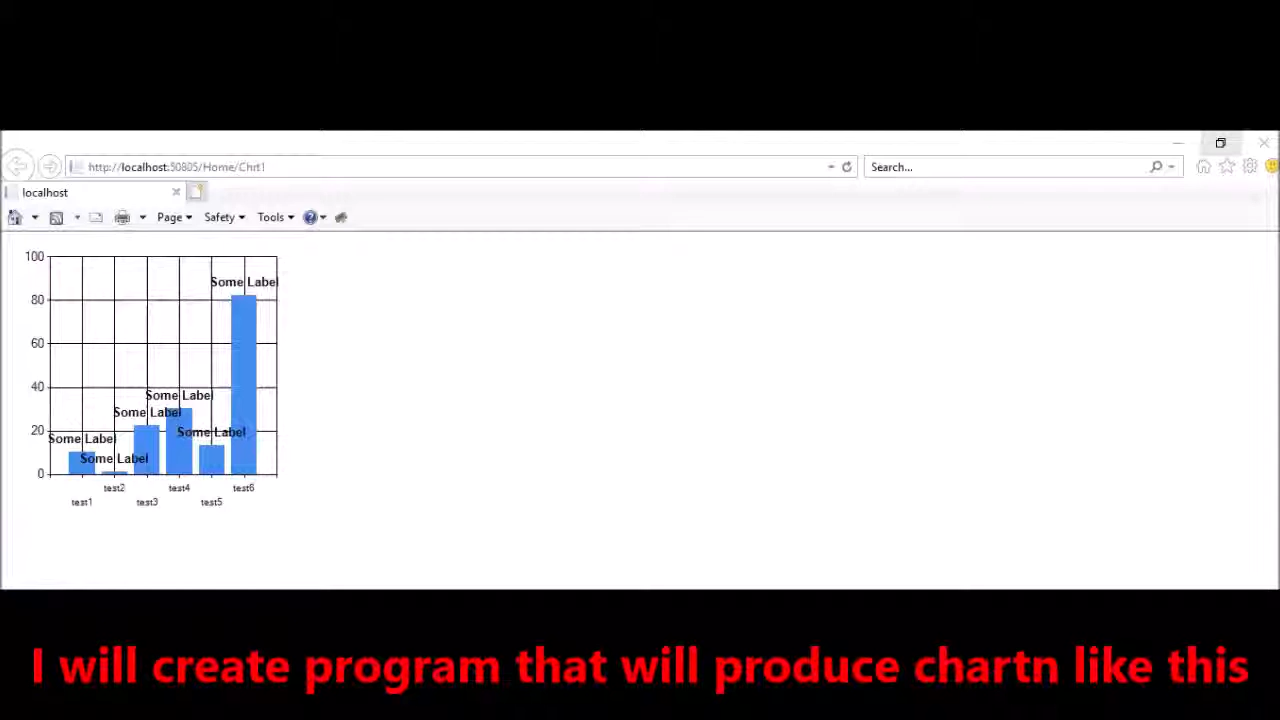 http://localhost:50805/Home/Chrt1
Search...
localhost
Page
Safety
Tools
100
Some Label
80
60
40
Some Label
Some Label
20
Some Label
Some Label
Some Label
0
test2
test4
test6
test1
test3
test5
I will create program that will produce chartn like this